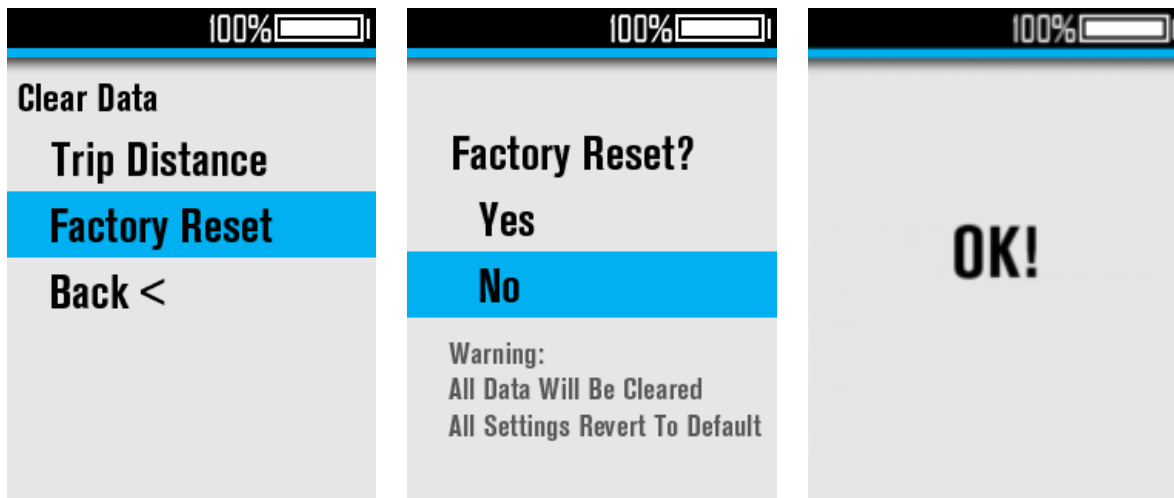 100%
Clear Data
Trip Distance
Factory Reset
Back <
100%
Factory Reset?
Yes
No
Warning:
All Data Will Be Cleared
All Settings Revert To Default
100%
OK!